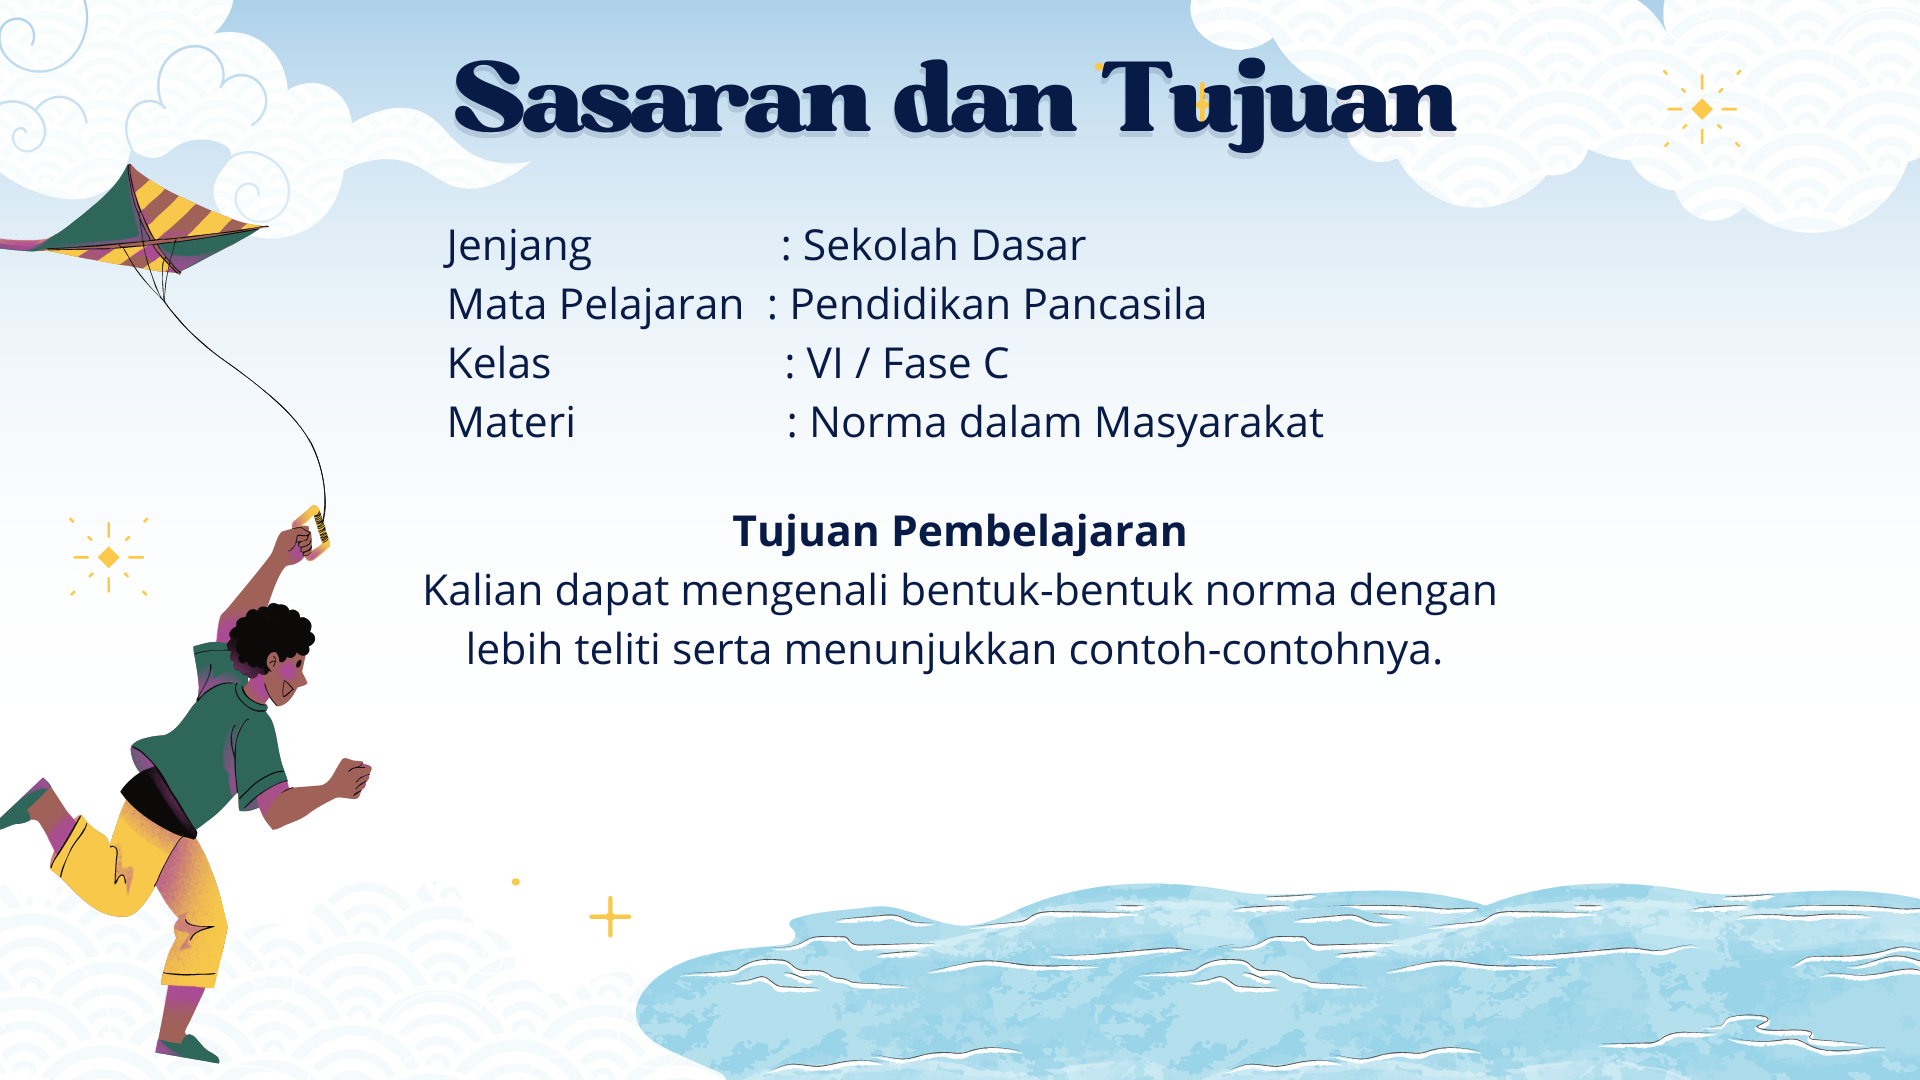 Sasaran dan Tujuan
Jenjang : Sekolah Dasar
Mata Pelajaran : Pendidikan Pancasila
Kelas : VI / Fase C
Materi : Norma dalam Masyarakat
Tujuan Pembelajaran
Kalian dapat mengenali bentuk-bentuk norma dengan
lebih teliti serta menunjukkan contoh-contohnya.